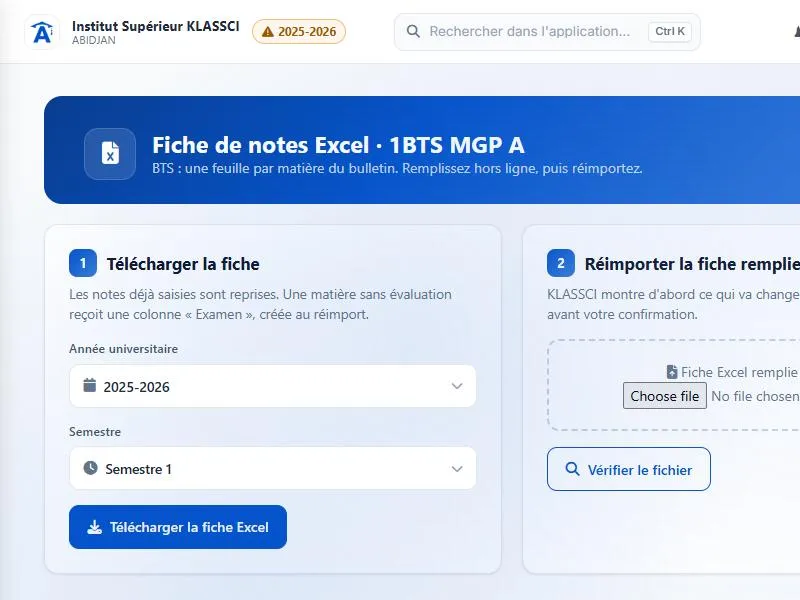 Institut Supérieur KLASSCI
ABIDJAN
2025-2026
Rechercher dans l'application...
Ctrl K
Fiche de notes Excel · 1BTS MGP A
BTS : une feuille par matière du bulletin. Remplissez hors ligne, puis réimportez.
1 Télécharger la fiche
Les notes déjà saisies sont reprises. Une matière sans évaluation
reçoit une colonne « Examen », créée au réimport.
Année universitaire
2025-2026
Semestre
Semestre 1
Télécharger la fiche Excel
2 Réimporter la fiche remplie
KLASSCI montre d'abord ce qui va change
avant votre confirmation.
Fiche Excel remplie
Choose file No file chosen
Vérifier le fichier